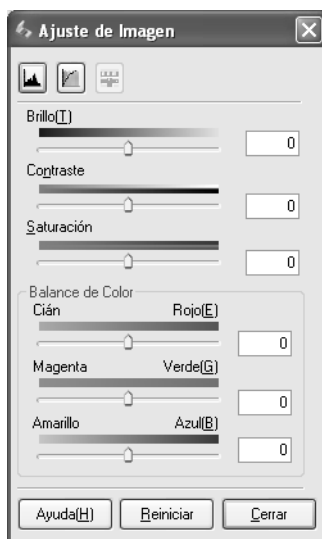 Ajuste de Imagen
Brillo(T)
0
Contraste
0
Saturación
0
Balance de Color
Cián Rojo(E)
0
Magenta Verde(G)
0
Amarillo Azul(B)
0
Ayuda(H) Reiniciar Cerrar